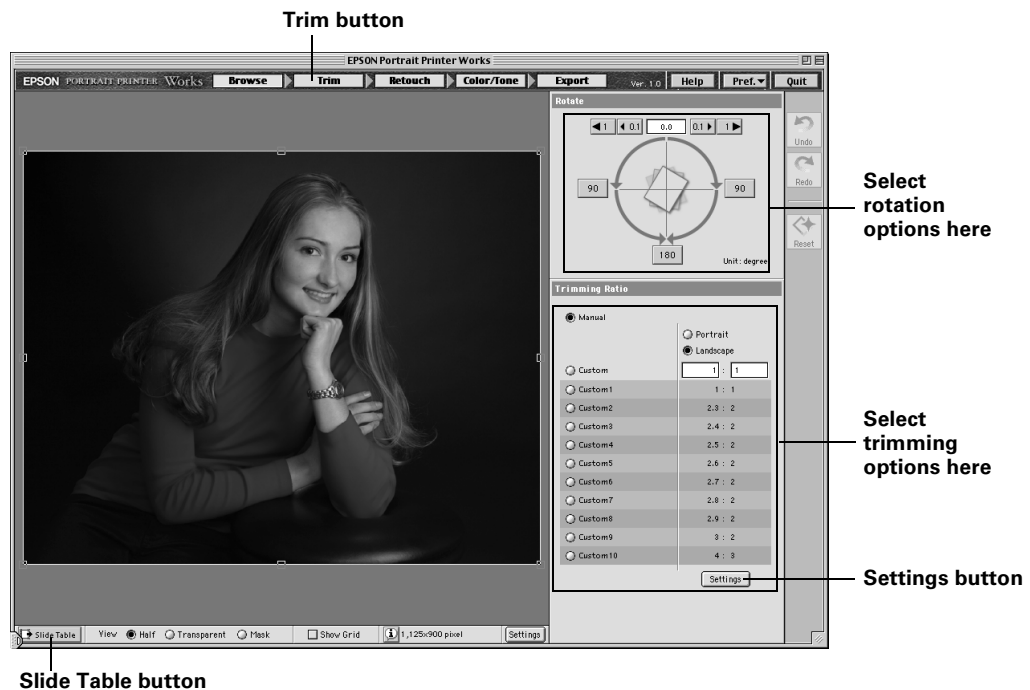 Trim button
EPSON Portrait Printer Works
EPSON PORTRAIT PRINTER Works Browse Trim Retouch Color/Tone Export Ver. 1.0 Help Pref. Quit
Rotate
1 0.1 0.0 0.1 1
90 90
180
Unit : degree
Undo
Redo
Reset
Select
rotation
options here
Trimming Ratio
Manual
Portrait
Landscape
Custom 1 : 1
Custom1 1 : 1
Custom2 2.3 : 2
Custom3 2.4 : 2
Custom4 2.5 : 2
Custom5 2.6 : 2
Custom6 2.7 : 2
Custom7 2.8 : 2
Custom8 2.9 : 2
Custom9 3 : 2
Custom10 4 : 3
Settings
Select
trimming
options here
Settings button
Slide Table View Half Transparent Mask Show Grid i 1,125x900 pixel Settings
Slide Table button